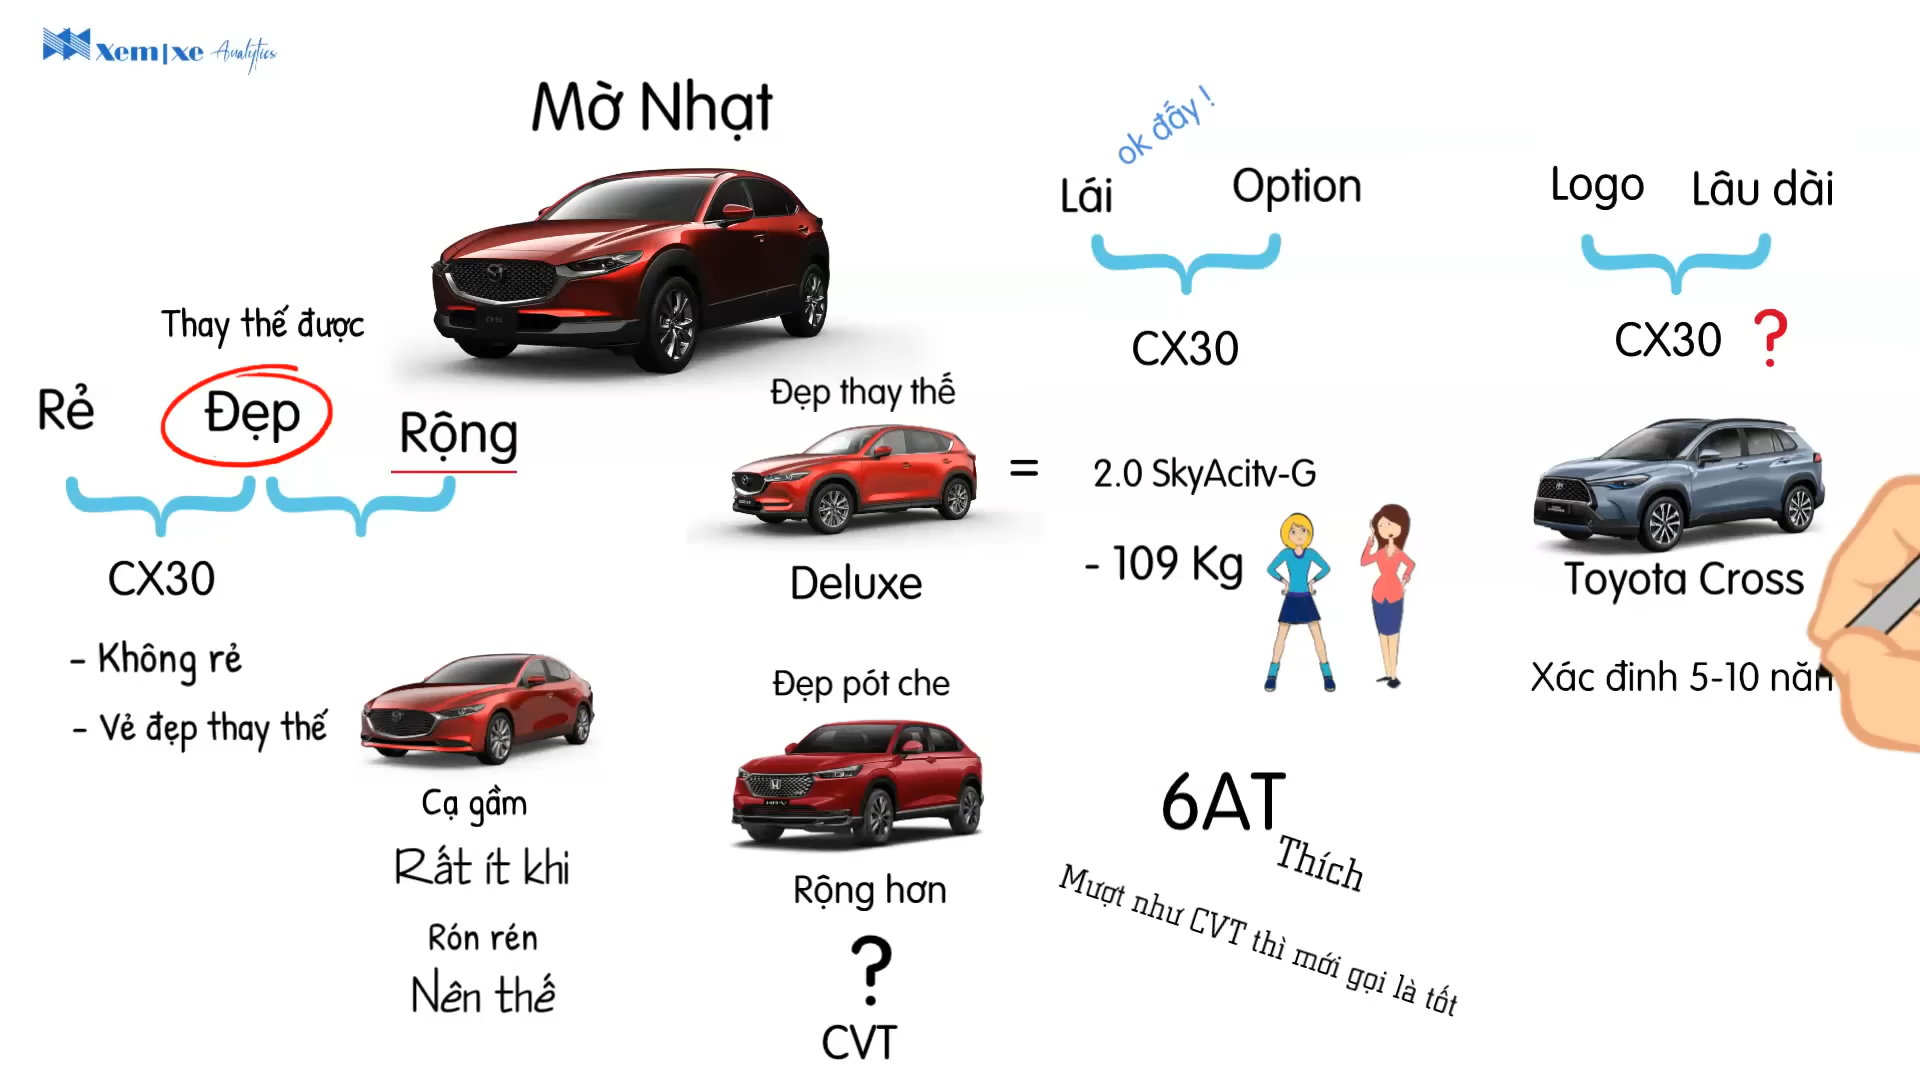 xem|xe Analytics
Mờ Nhạt
ok đấy !
Lái
Option
CX30
Logo
Lâu dài
CX30 ?
Thay thế được
Rẻ
Đẹp
Rộng
CX30
- Không rẻ
- Vẻ đẹp thay thế
Cạ gầm
Rất ít khi
Rón rén
Nên thế
Đẹp thay thế
=
Deluxe
2.0 SkyAcitv-G
- 109 Kg
Đẹp pót che
HR-V
Rộng hơn
?
CVT
6AT
Thích
Mượt như CVT thì mới gọi là tốt
Toyota Cross
Xác đinh 5-10 năm